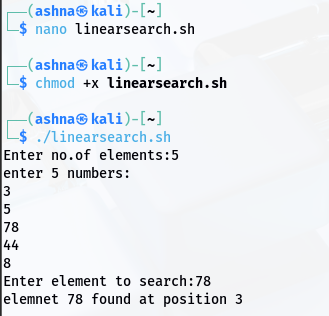 ┌──(ashna㉿kali)-[~]
└─$ nano linearsearch.sh
┌──(ashna㉿kali)-[~]
└─$ chmod +x linearsearch.sh
┌──(ashna㉿kali)-[~]
└─$ ./linearsearch.sh
Enter no.of elements:5
enter 5 numbers:
3
5
78
44
8
Enter element to search:78
elemnet 78 found at position 3